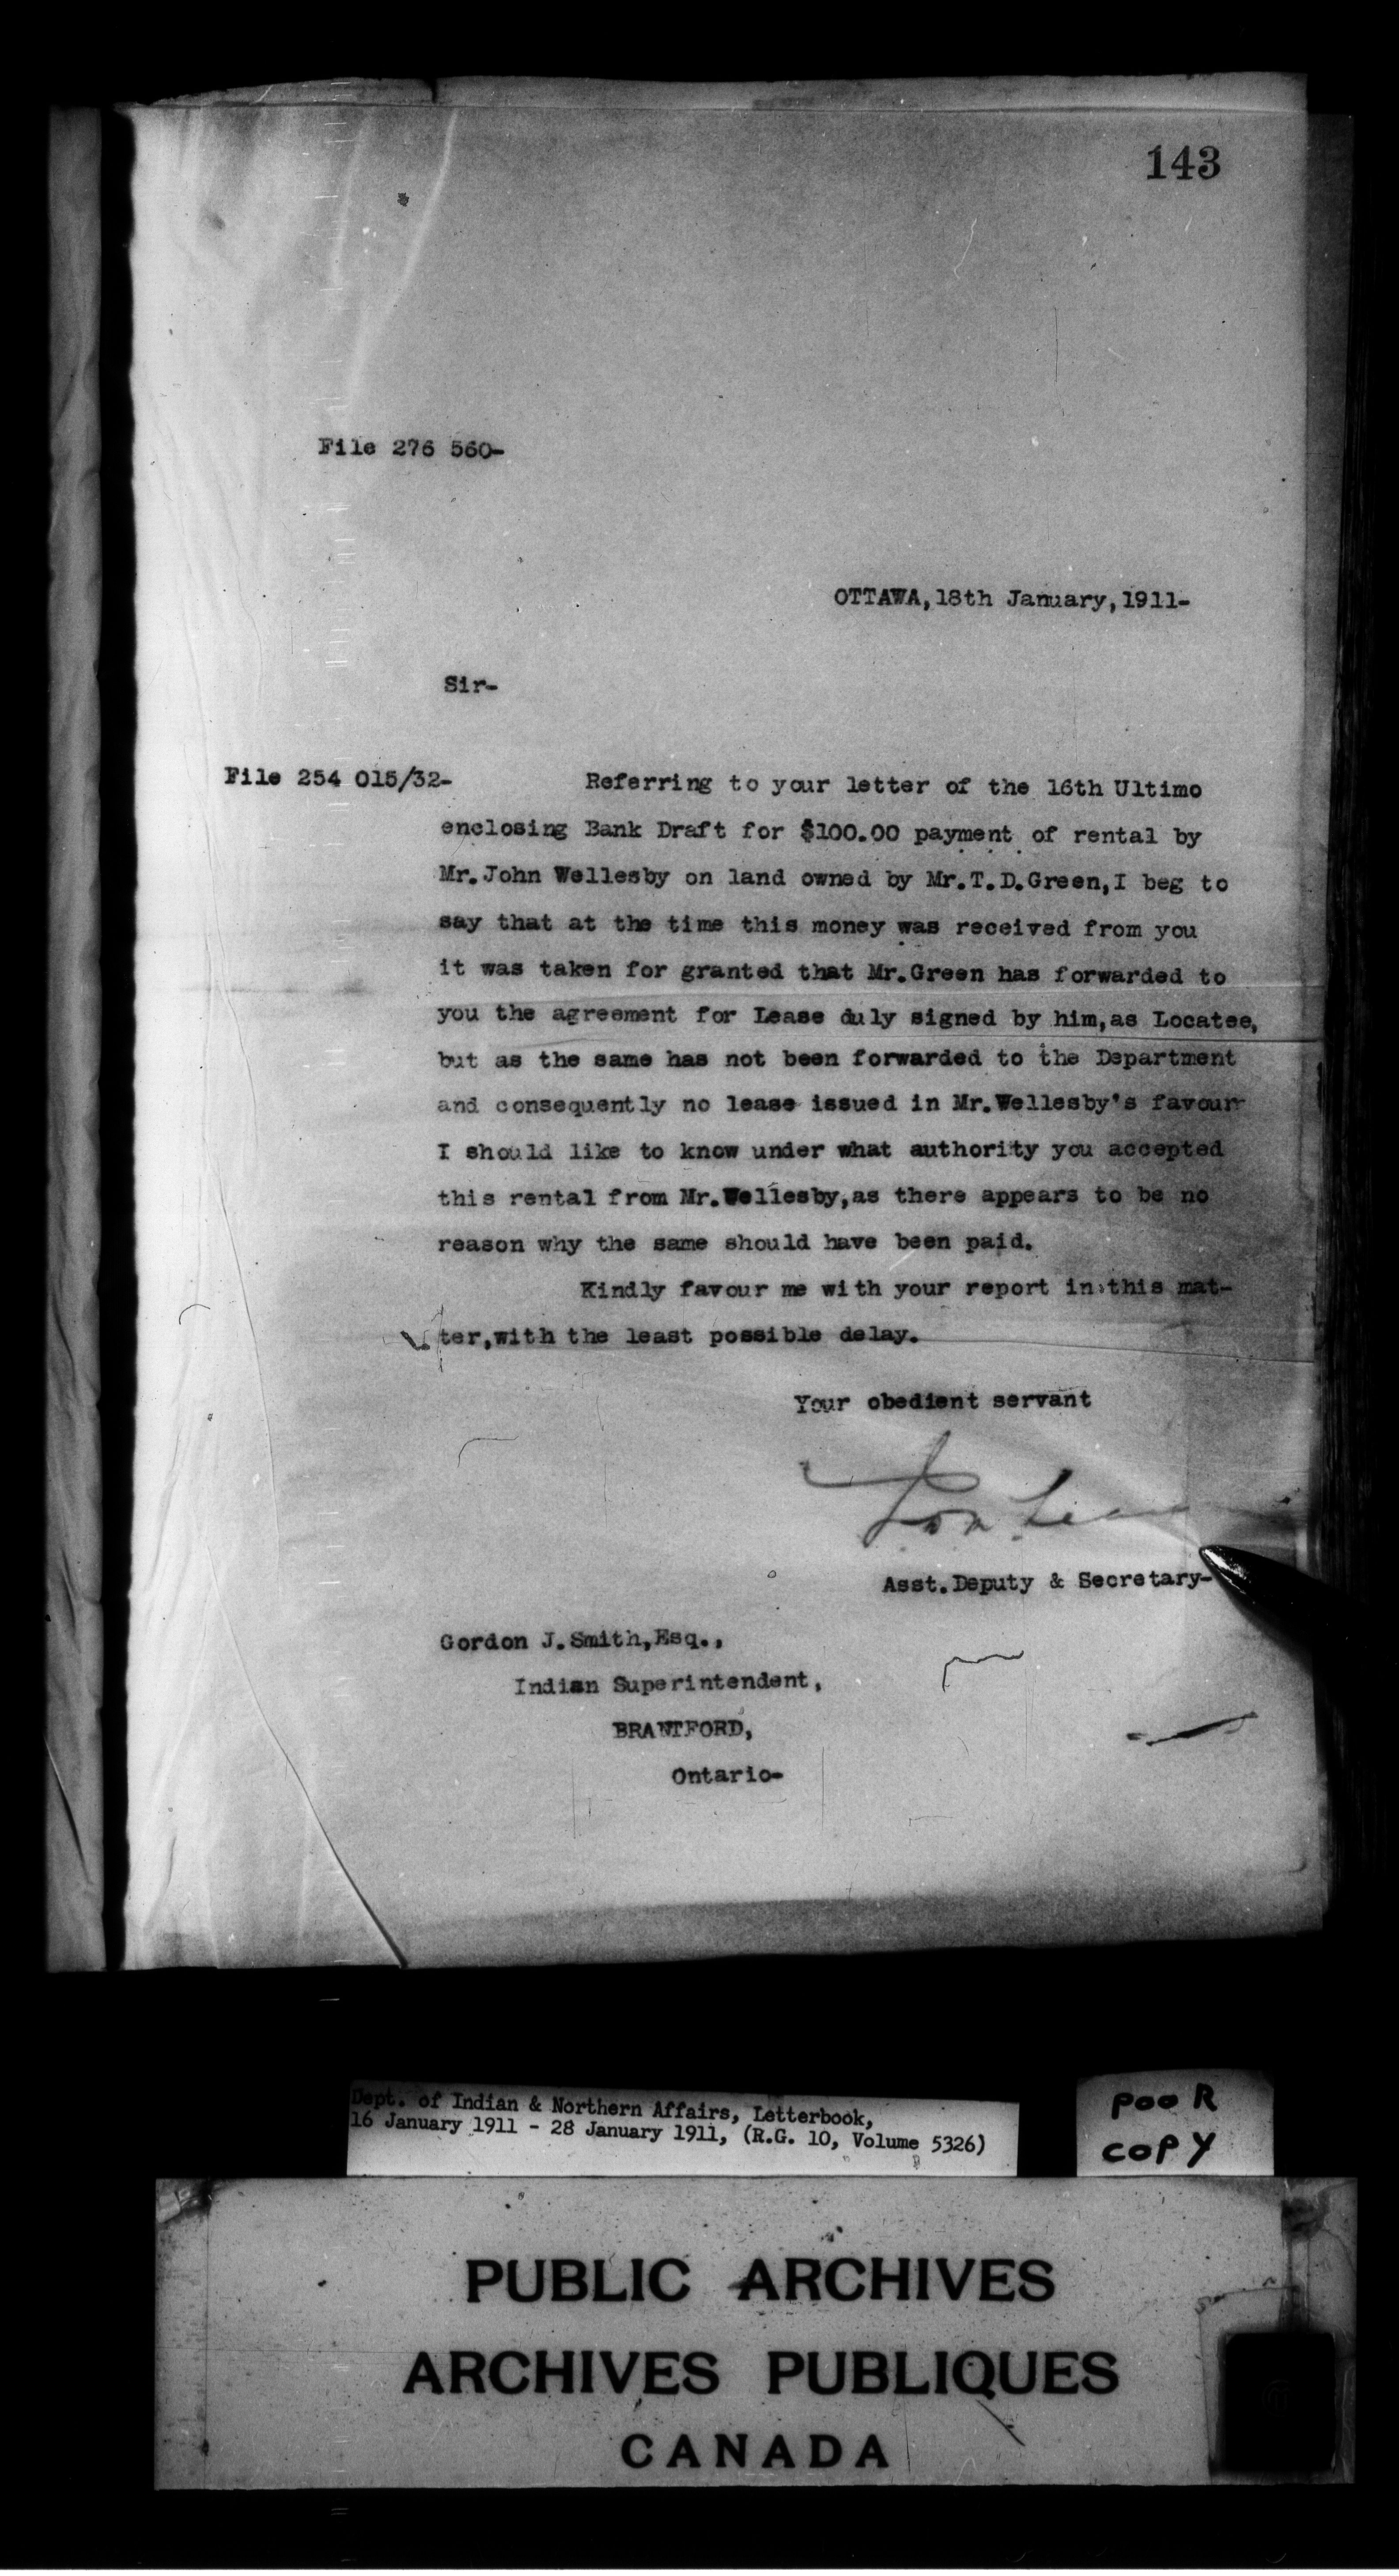 143
File 276 560-
OTTAWA,18th January,1911-
Sir-
File 254 015/32- Referring to your letter of the 16th Ultimo
enclosing Bank Draft for $100.00 payment of rental by
Mr.John Wellesby on land owned by Mr.T.D.Green,I beg to
say that at the time this money was received from you
it was taken for granted that Mr.Green has forwarded to
you the agreement for Lease duly signed by him,as Locatee,
but as the same has not been forwarded to the Department
and consequently no lease issued in Mr.Wellesby's favour
I should like to know under what authority you accepted
this rental from Mr.Wellesby,as there appears to be no
reason why the same should have been paid.
Kindly favour me with your report in this mat-
ter,with the least possible delay.
Your obedient servant
Asst.Deputy & Secretary-
Gordon J.Smith,Esq.,
Indian Superintendent,
BRANTFORD,
Ontario-
Dept. of Indian & Northern Affairs, Letterbook,
16 January 1911 - 28 January 1911, (R.G. 10, Volume 5326)
pooR
copy
PUBLIC ARCHIVES
ARCHIVES PUBLIQUES
CANADA